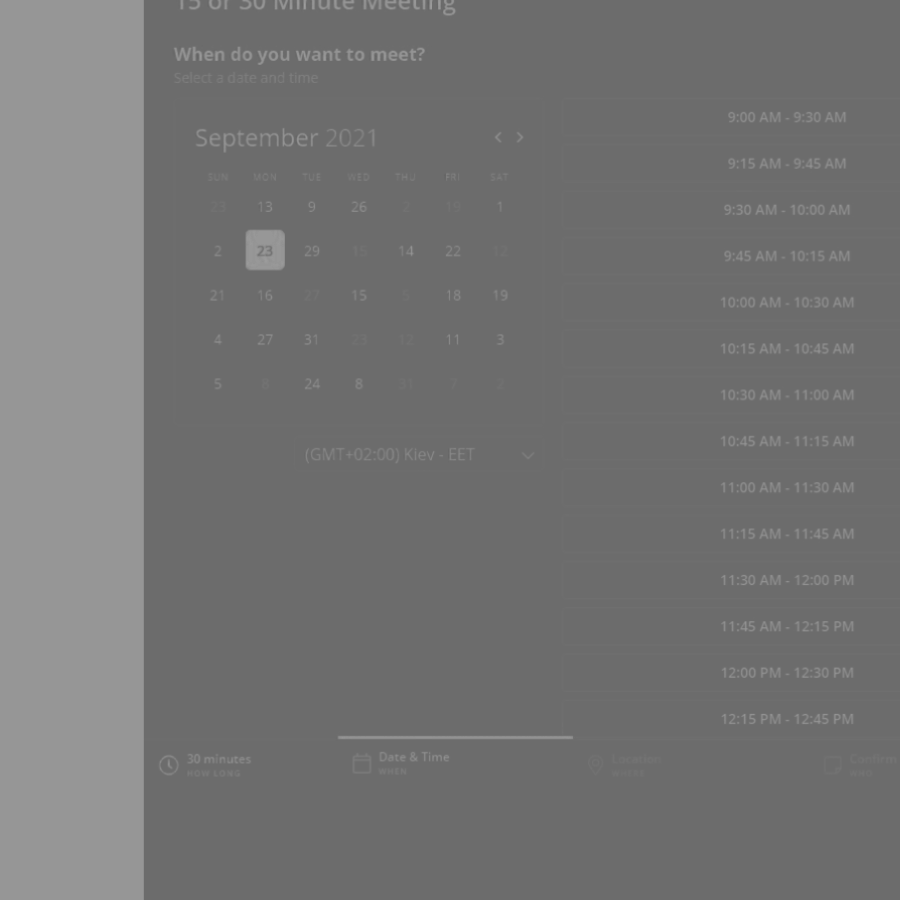 15 or 30 Minute Meeting
When do you want to meet?
Select a date and time
September 2021
SUN MON TUE WED THU FRI SAT
23 13 9 26 2 19 1
2 23 29 15 14 22 12
21 16 27 15 5 18 19
4 27 31 23 12 11 3
5 8 24 8 31 7 2
(GMT+02:00) Kiev - EET
9:00 AM - 9:30 AM
9:15 AM - 9:45 AM
9:30 AM - 10:00 AM
9:45 AM - 10:15 AM
10:00 AM - 10:30 AM
10:15 AM - 10:45 AM
10:30 AM - 11:00 AM
10:45 AM - 11:15 AM
11:00 AM - 11:30 AM
11:15 AM - 11:45 AM
11:30 AM - 12:00 PM
11:45 AM - 12:15 PM
12:00 PM - 12:30 PM
12:15 PM - 12:45 PM
30 minutes
HOW LONG
Date & Time
WHEN
Location
WHERE
Confirm
WHO